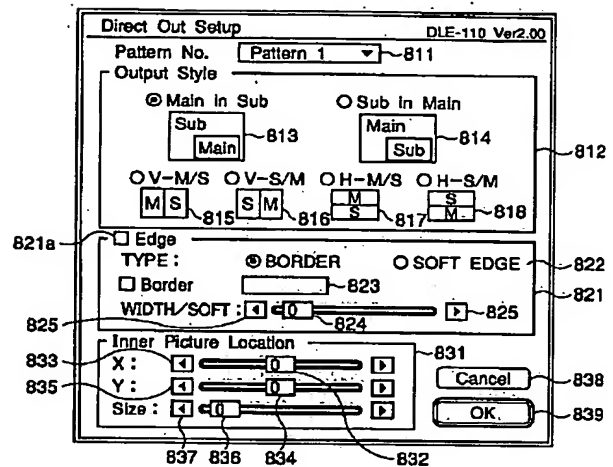 Direct Out Setup DLE-110 Ver2.00
Pattern No. Pattern 1 811
Output Style
Main in Sub Sub in Main
Sub Main 813 Main Sub 814
812
V-M/S V-S/M H-M/S H-S/M
M S 815 S M 816 M S 817 S M 818
821a Edge
TYPE: BORDER SOFT EDGE 822
Border 823 821
WIDTH/SOFT: 0 825
825 824
Inner Picture Location 831
833 X: 0
835 Y: 0 Cancel 838
Size: 0 OK 839
837 836 834 832